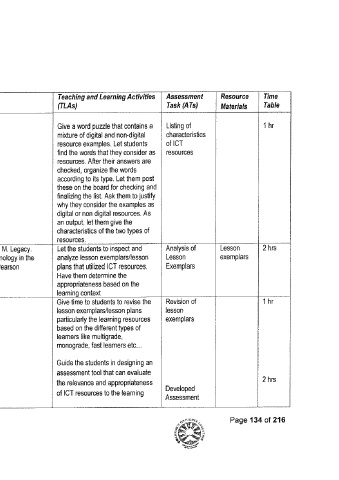 Teaching and Learning Activities
(TLAs)
Assessment
Task (ATs)
Resource
Materials
Time
Table
Give a word puzzle that contains a
mixture of digital and non-digital
resource examples. Let students
find the words that they consider as
resources. After their answers are
checked, organize the words
according to its type. Let them post
these on the board for checking and
finalizing the list. Ask them to justify
why they consider the examples as
digital or non digital resources. As
an output, let them give the
characteristics of the two types of
resources.
Listing of
characteristics
of ICT
resources
1 hr
M. Legacy.
nology in the
earson
Let the students to inspect and
analyze lesson exemplars/lesson
plans that utilized ICT resources.
Have them determine the
appropriateness based on the
learning context
Analysis of
Lesson
Exemplars
Lesson
exemplars
2 hrs
Give time to students to revise the
lesson exemplars/lesson plans
particularly the learning resources
based on the different types of
learners like multigrade,
monograde, fast learners etc...
Revision of
lesson
exemplars
1 hr
Guide the students in designing an
assessment tool that can evaluate
the relevance and appropriateness
of ICT resources to the learning
Developed
Assessment
2 hrs
Page 134 of 216